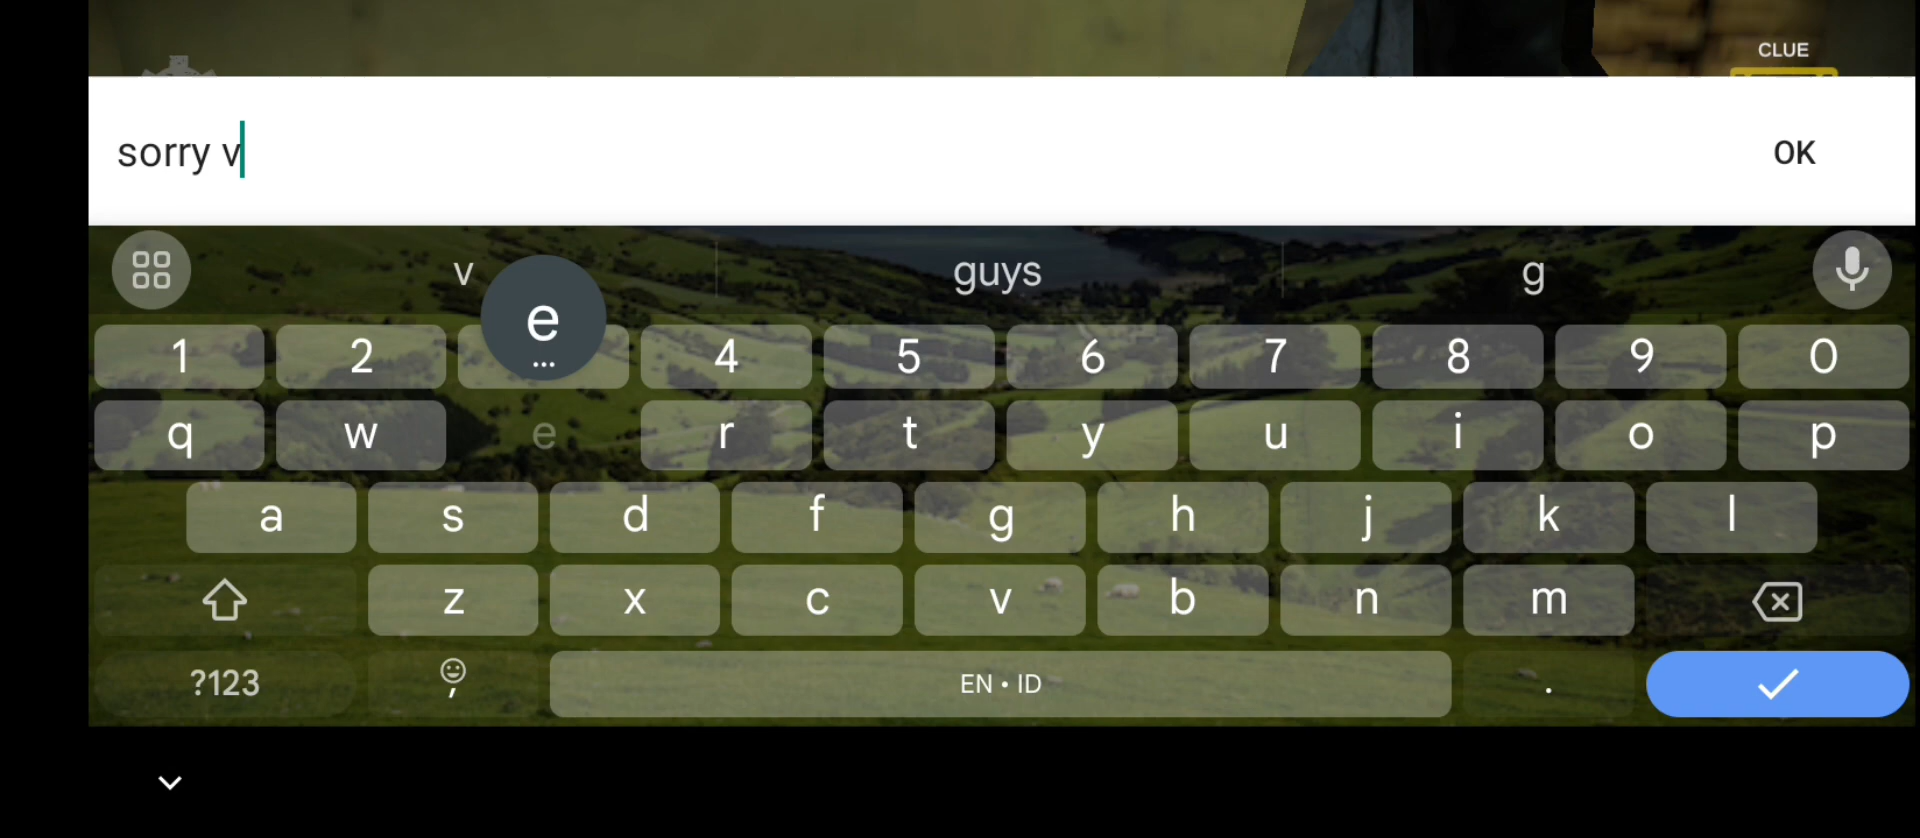 CLUE
sorry v
OK
v guys g
e
...
1 2 4 5 6 7 8 9 0
q w e r t y u i o p
a s d f g h j k l
z x c v b n m
?123 , EN • ID .